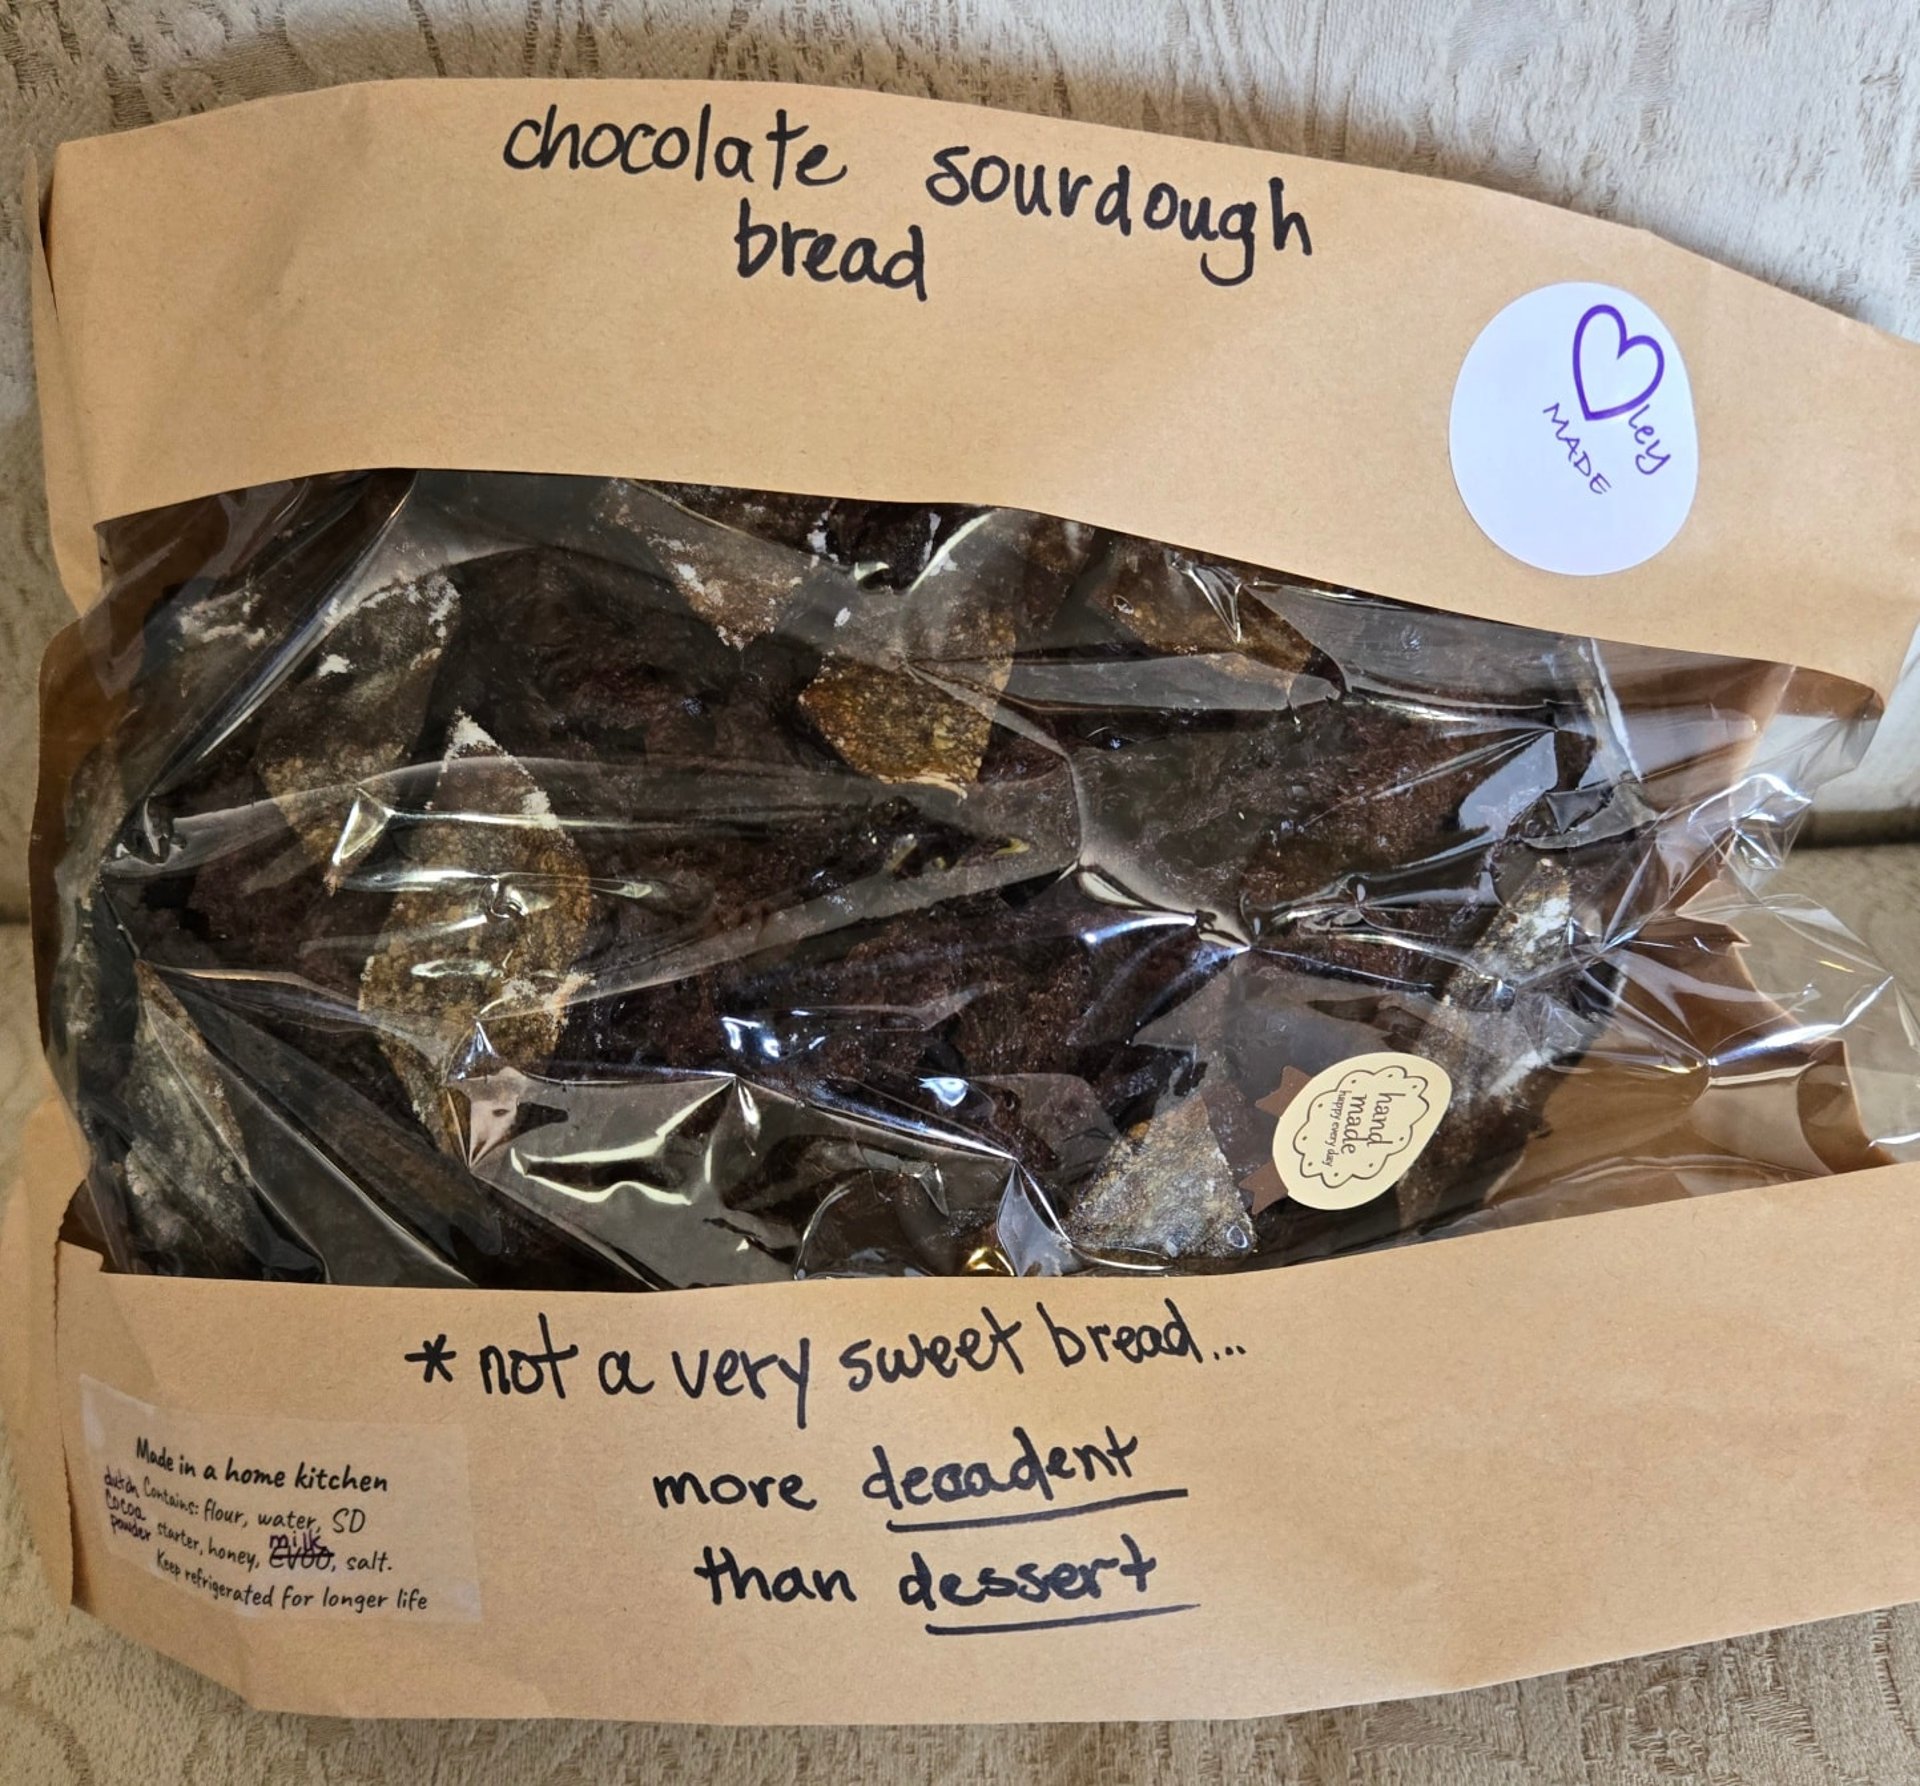 chocolate sourdough
bread
ley
MADE
hand
made
happy every day
*not a very sweet bread...
more decadent
than dessert
Made in a home kitchen
dutch
cocoa
powder
Contains: flour, water, SD
milk
starter, honey, EVOO, salt.
Keep refrigerated for longer life